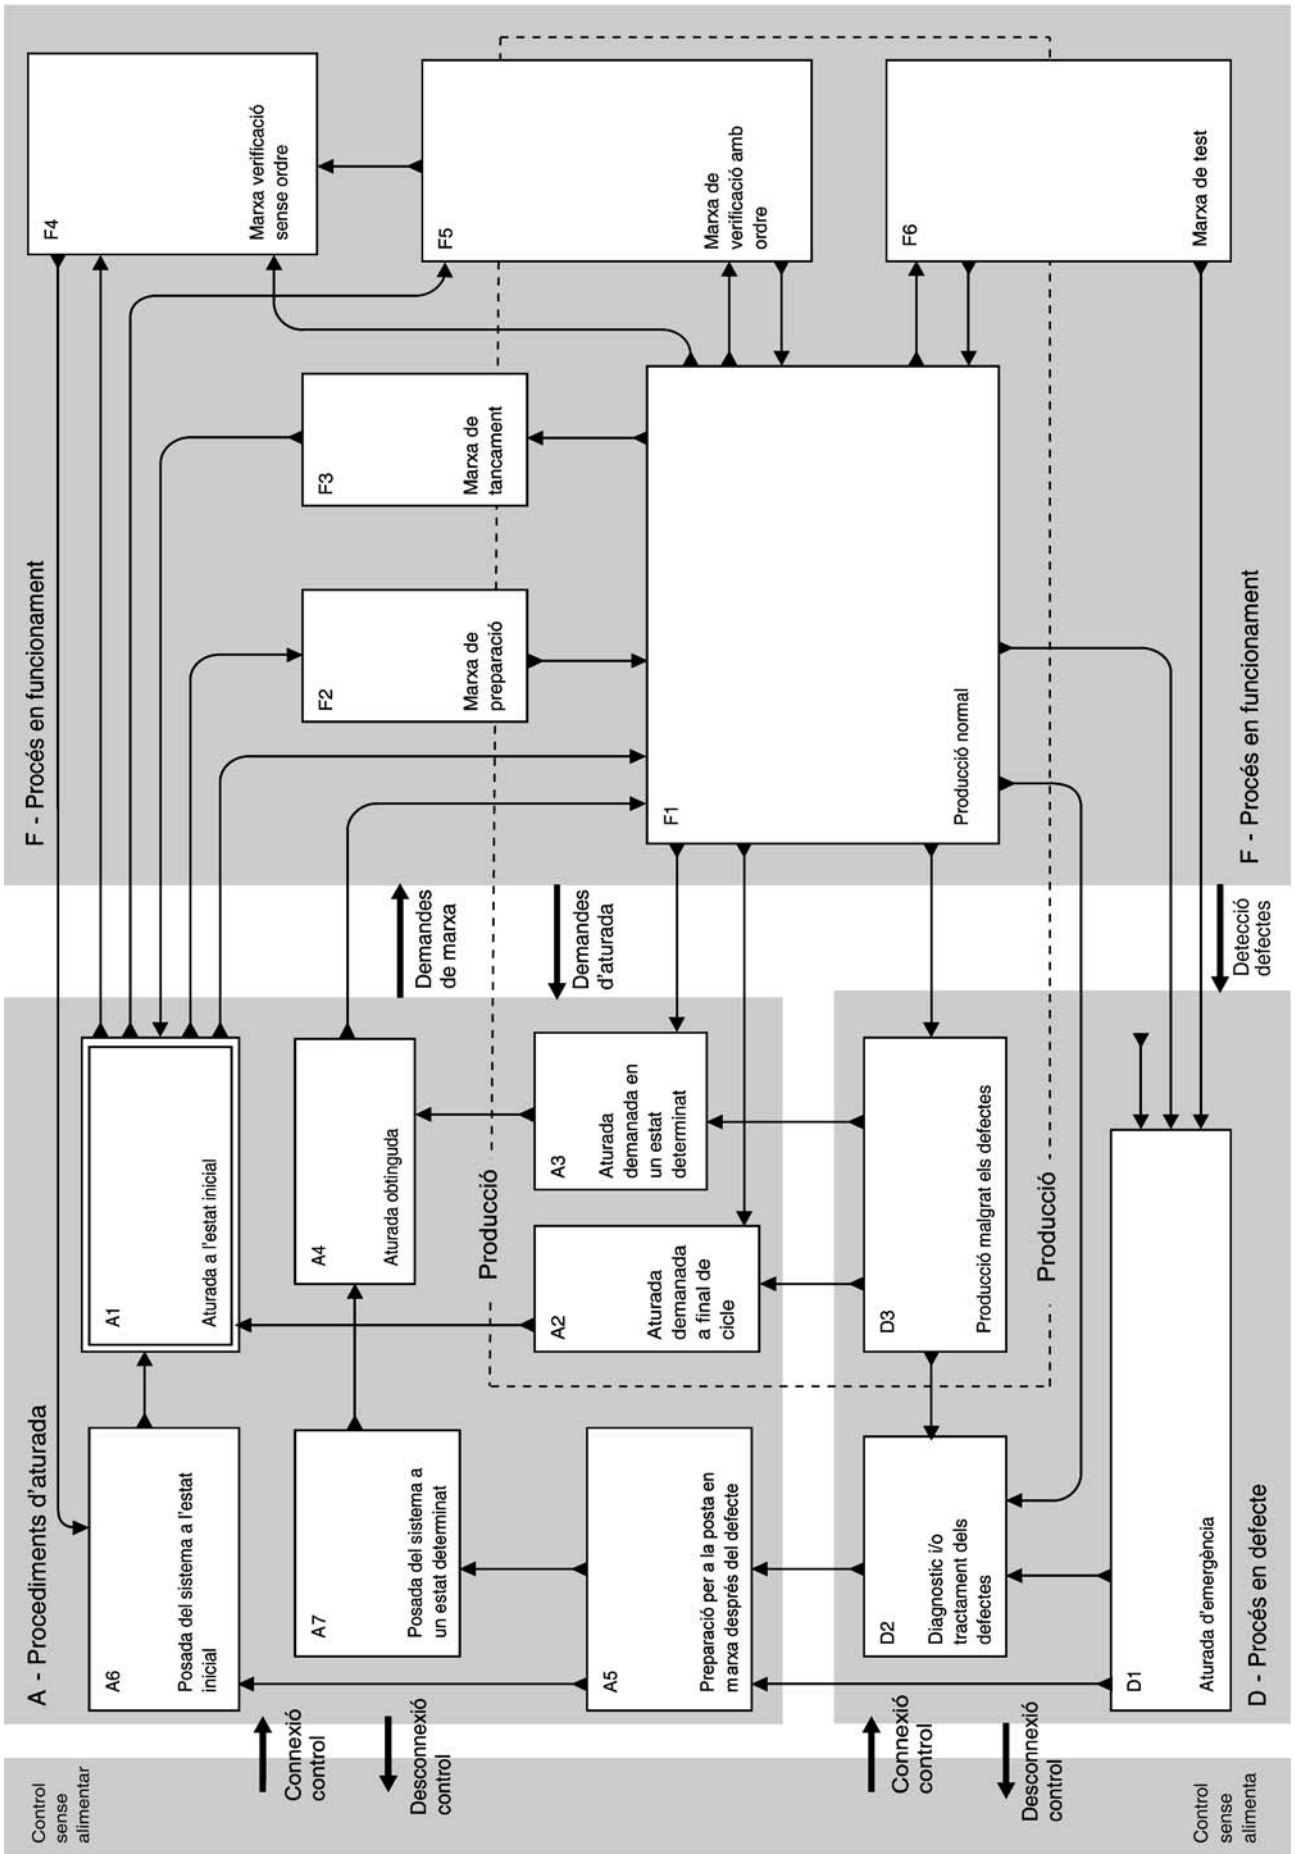 Control
sense
alimentar
A - Procediments d'aturada
F - Procés en funcionament
A6
Posada del sistema a l'estat
inicial
A1
Aturada a l'estat inicial
F4
Marxa verificació
sense ordre
Connexió
control
Desconnexió
control
A7
Posada del sistema a
un estat determinat
A4
Aturada obtinguda
Demandes
de marxa
F2
Marxa de
preparació
F3
Marxa de
tancament
F5
Marxa de
verificació amb
ordre
Producció
A5
Preparació per a la posta en
marxa després del defecte
A2
Aturada
demanada
a final de
cicle
A3
Aturada
demanada en
un estat
determinat
Demandes
d'aturada
F1
Producció normal
D2
Diagnostic i/o
tractament dels
defectes
D3
Producció malgrat els defectes
F6
Marxa de test
Connexió
control
Desconnexió
control
Producció
D1
Aturada d'emergència
Detecció
defectes
Control
sense
alimenta
D - Procés en defecte
F - Procés en funcionament